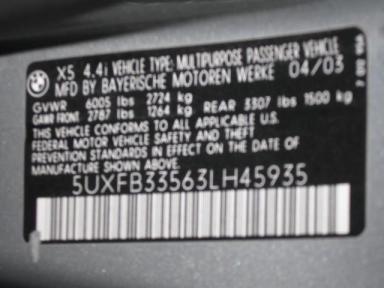 X5 4.4i VEHICLE TYPE: MULTIPURPOSE PASSENGER VEHICLE
MFD BY BAYERISCHE MOTOREN WERKE 04/03
GVWR 6005 lbs 2724 kg
GAWR FRONT 2787 lbs 1264 kg REAR 3307 lbs 1500 kg
THIS VEHICLE CONFORMS TO ALL APPLICABLE U.S.
FEDERAL MOTOR VEHICLE SAFETY AND
THEFT PREVENTION STANDARDS
IN EFFECT ON THE DATE OF
MANUFACTURE SHOWN ABOVE.
5UXFB33563LH45935